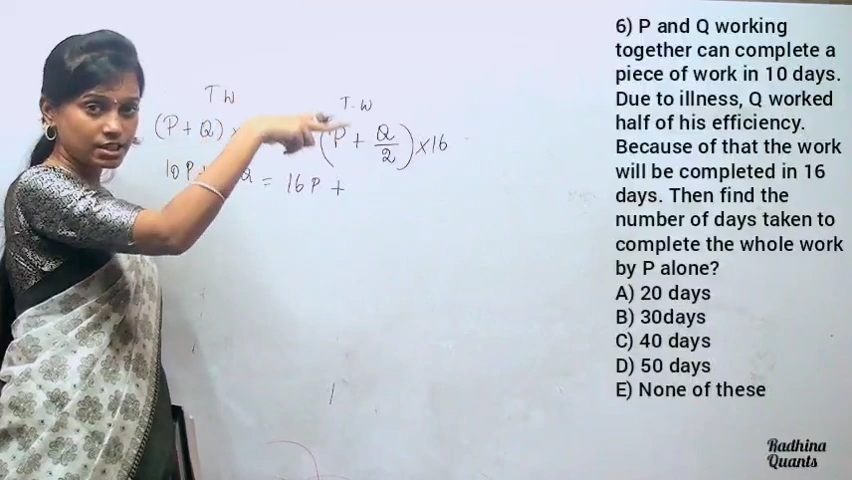 T W
T. W
(P + Q)
(P + Q/2) × 16
10P+ Q = 16P +
6) P and Q working
together can complete a
piece of work in 10 days.
Due to illness, Q worked
half of his efficiency.
Because of that the work
will be completed in 16
days. Then find the
number of days taken to
complete the whole work
by P alone?
A) 20 days
B) 30days
C) 40 days
D) 50 days
E) None of these
Radhina
Quants